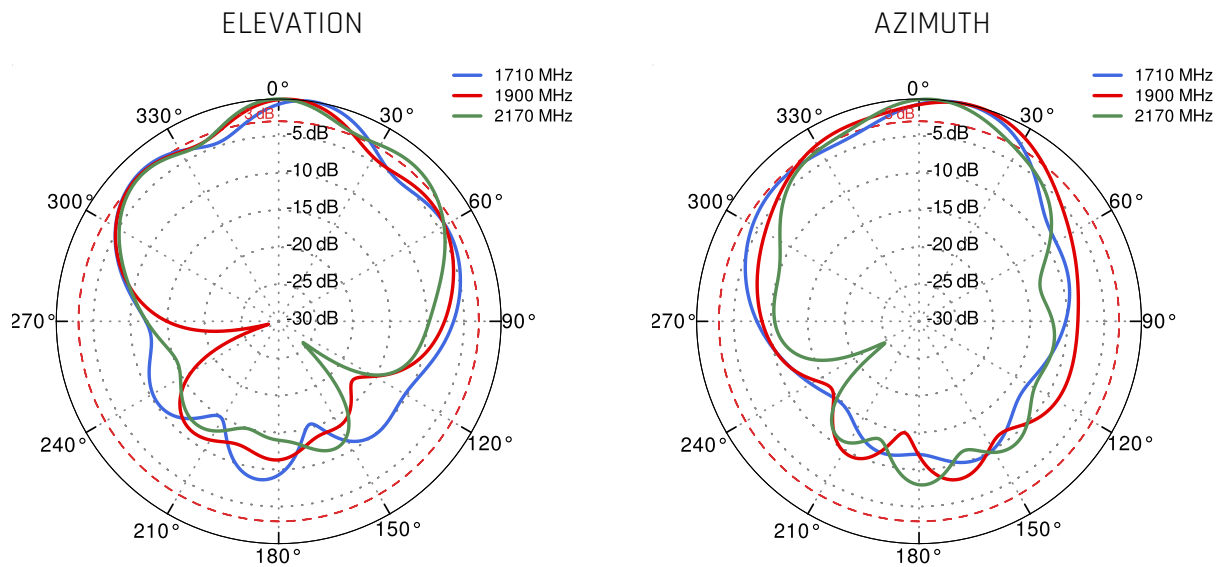 ELEVATION
1710 MHz
1900 MHz
2170 MHz
0°
330°
30°
3 dB
-5 dB
-10 dB
300°
60°
-15 dB
-20 dB
-25 dB
270°
-30 dB
90°
240°
120°
210°
150°
180°
AZIMUTH
1710 MHz
1900 MHz
2170 MHz
0°
330°
30°
3 dB
-5 dB
-10 dB
300°
60°
-15 dB
-20 dB
-25 dB
270°
-30 dB
90°
240°
120°
210°
150°
180°